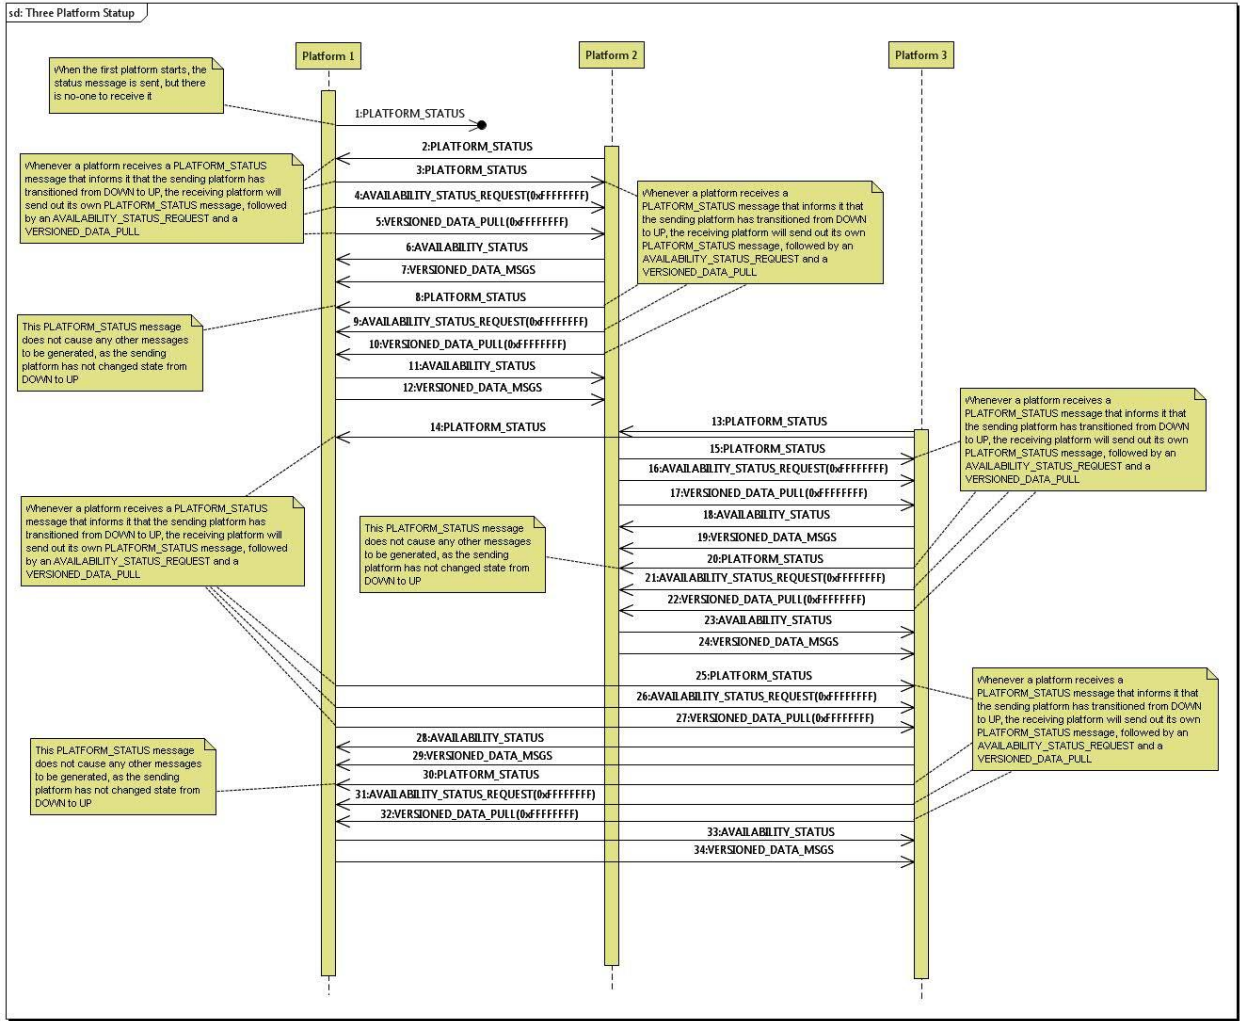 sd: Three Platform Statup
Platform 1
Platform 2
Platform 3
When the first platform starts, the
status message is sent, but there
is no-one to receive it
1:PLATFORM_STATUS
2:PLATFORM_STATUS
Whenever a platform receives a PLATFORM_STATUS
message that informs it that the sending platform has
transitioned from DOWN to UP, the receiving platform will
send out its own PLATFORM_STATUS message, followed
by an AVAILABILITY_STATUS_REQUEST and a
VERSIONED_DATA_PULL
3:PLATFORM_STATUS
4:AVAILABILITY_STATUS_REQUEST(0xFFFFFFFF)
5:VERSIONED_DATA_PULL(0xFFFFFFFF)
Whenever a platform receives a
PLATFORM_STATUS message that informs it that
the sending platform has transitioned from DOWN
to UP, the receiving platform will send out its own
PLATFORM_STATUS message, followed by an
AVAILABILITY_STATUS_REQUEST and a
VERSIONED_DATA_PULL
6:AVAILABILITY_STATUS
7:VERSIONED_DATA_MSGS
8:PLATFORM_STATUS
9:AVAILABILITY_STATUS_REQUEST(0xFFFFFFFF)
10:VERSIONED_DATA_PULL(0xFFFFFFFF)
This PLATFORM_STATUS message
does not cause any other messages
to be generated, as the sending
platform has not changed state from
DOWN to UP
11:AVAILABILITY_STATUS
12:VERSIONED_DATA_MSGS
13:PLATFORM_STATUS
14:PLATFORM_STATUS
Whenever a platform receives a
PLATFORM_STATUS message that informs it that
the sending platform has transitioned from DOWN
to UP, the receiving platform will send out its own
PLATFORM_STATUS message, followed by an
AVAILABILITY_STATUS_REQUEST and a
VERSIONED_DATA_PULL
15:PLATFORM_STATUS
16:AVAILABILITY_STATUS_REQUEST(0xFFFFFFFF)
17:VERSIONED_DATA_PULL(0xFFFFFFFF)
Whenever a platform receives a PLATFORM_STATUS
message that informs it that the sending platform has
transitioned from DOWN to UP, the receiving platform will
send out its own PLATFORM_STATUS message, followed
by an AVAILABILITY_STATUS_REQUEST and a
VERSIONED_DATA_PULL
This PLATFORM_STATUS message
does not cause any other messages
to be generated, as the sending
platform has not changed state from
DOWN to UP
18:AVAILABILITY_STATUS
19:VERSIONED_DATA_MSGS
20:PLATFORM_STATUS
21:AVAILABILITY_STATUS_REQUEST(0xFFFFFFFF)
22:VERSIONED_DATA_PULL(0xFFFFFFFF)
23:AVAILABILITY_STATUS
24:VERSIONED_DATA_MSGS
25:PLATFORM_STATUS
26:AVAILABILITY_STATUS_REQUEST(0xFFFFFFFF)
27:VERSIONED_DATA_PULL(0xFFFFFFFF)
Whenever a platform receives a
PLATFORM_STATUS message that informs it that
the sending platform has transitioned from DOWN
to UP, the receiving platform will send out its own
PLATFORM_STATUS message, followed by an
AVAILABILITY_STATUS_REQUEST and a
VERSIONED_DATA_PULL
28:AVAILABILITY_STATUS
29:VERSIONED_DATA_MSGS
30:PLATFORM_STATUS
This PLATFORM_STATUS message
does not cause any other messages
to be generated, as the sending
platform has not changed state from
DOWN to UP
31:AVAILABILITY_STATUS_REQUEST(0xFFFFFFFF)
32:VERSIONED_DATA_PULL(0xFFFFFFFF)
33:AVAILABILITY_STATUS
34:VERSIONED_DATA_MSGS